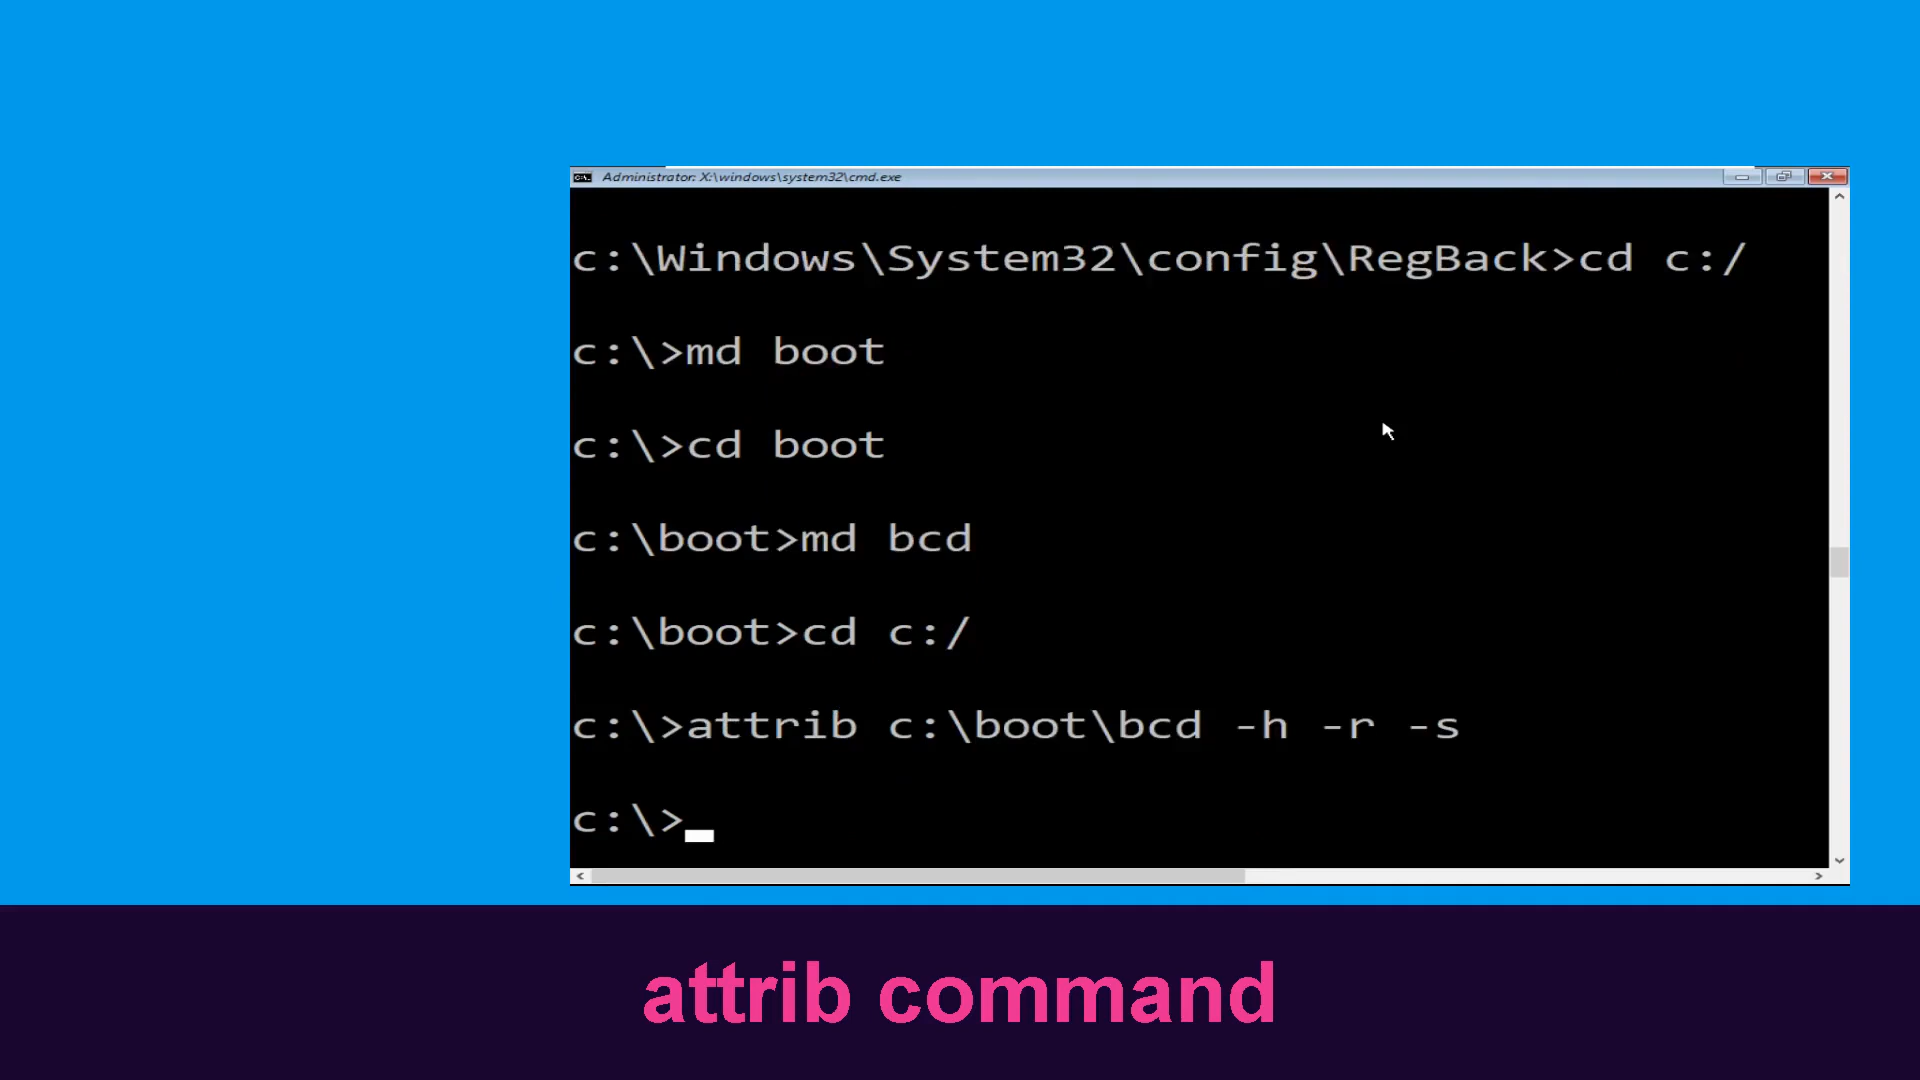 Administrator: X:\windows\system32\cmd.exe
c:\Windows\System32\config\RegBack>cd c:/
c:\>md boot
c:\>cd boot
c:\boot>md bcd
c:\boot>cd c:/
c:\>attrib c:\boot\bcd -h -r -s
c:\>
attrib command